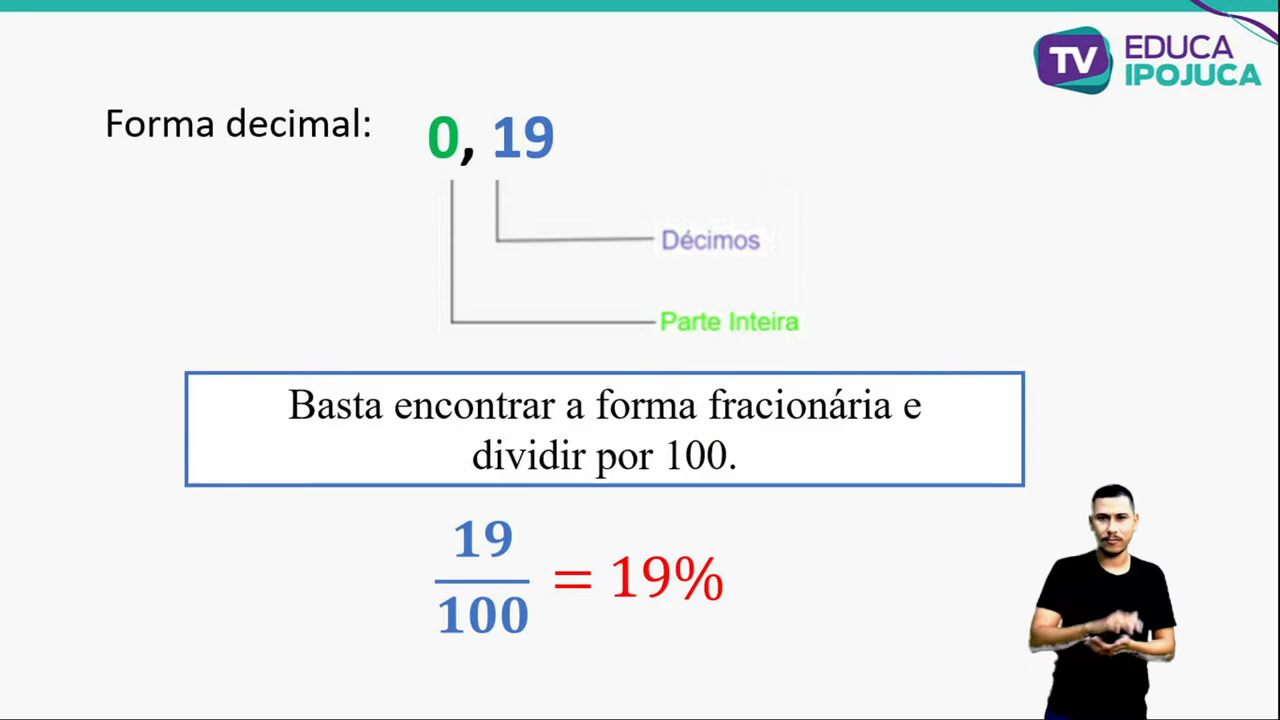 TV EDUCA
IPOJUCA
Forma decimal: 0, 19
Décimos
Parte Inteira
Basta encontrar a forma fracionária e
dividir por 100.
19
100
= 19%